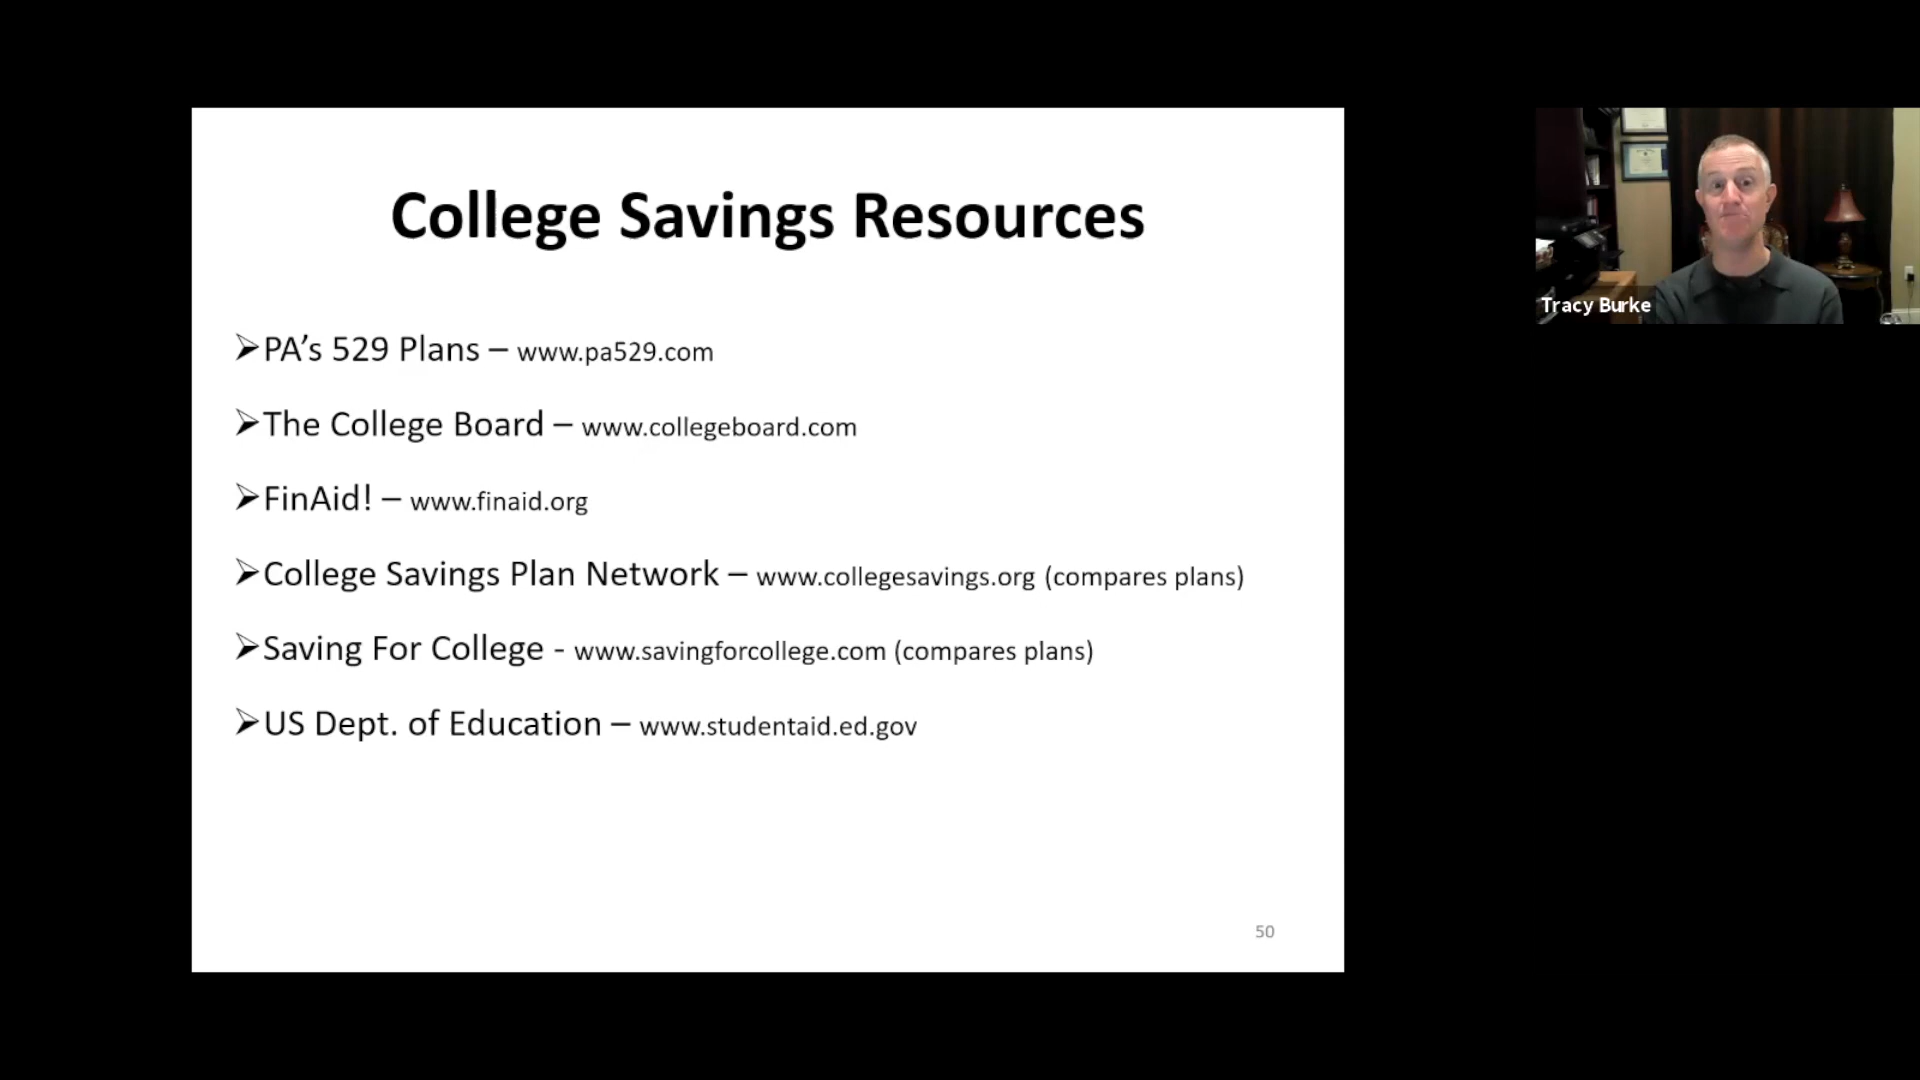 College Savings Resources
➢PA’s 529 Plans – www.pa529.com
➢The College Board – www.collegeboard.com
➢FinAid! – www.finaid.org
➢College Savings Plan Network – www.collegesavings.org (compares plans)
➢Saving For College - www.savingforcollege.com (compares plans)
➢US Dept. of Education – www.studentaid.ed.gov
50
Tracy Burke